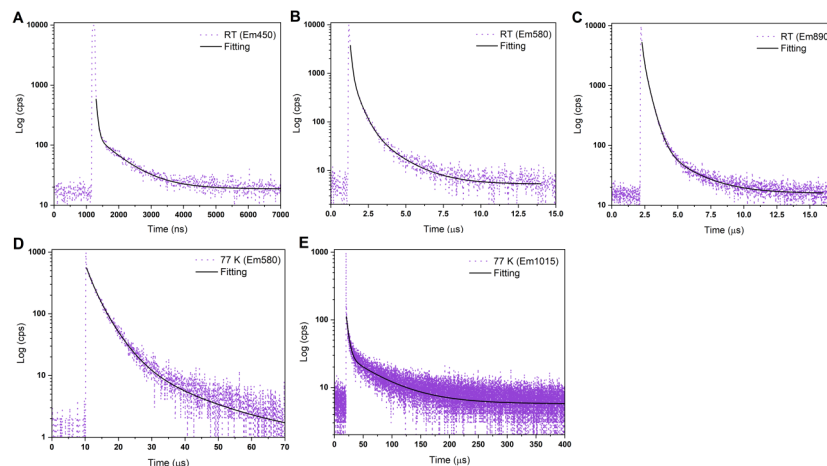 A
RT (Em450)
Fitting
10000
1000
100
10
Log (cps)
0 1000 2000 3000 4000 5000 6000 7000
Time (ns)
B
RT (Em580)
Fitting
10000
1000
100
10
Log (cps)
0.0 2.5 5.0 7.5 10.0 12.5 15.0
Time (μs)
C
RT (Em890)
Fitting
10000
1000
100
10
Log (cps)
0.0 2.5 5.0 7.5 10.0 12.5 15.0
Time (μs)
D
77 K (Em580)
Fitting
1000
100
10
1
Log (cps)
0 10 20 30 40 50 60 70
Time (μs)
E
77 K (Em1015)
Fitting
1000
100
10
Log (cps)
0 50 100 150 200 250 300 350 400
Time (μs)